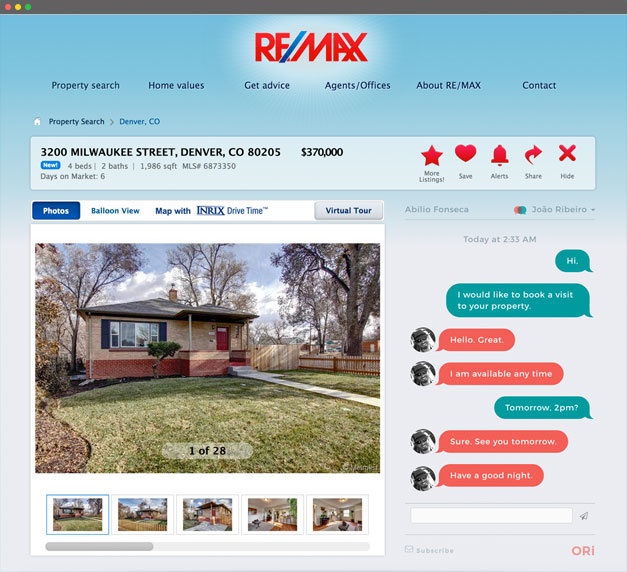 RE/MAX
Property search
Home values
Get advice
Agents/Offices
About RE/MAX
Contact
Property Search > Denver, CO
3200 MILWAUKEE STREET, DENVER, CO 80205 $370,000
New! 4 beds | 2 baths | 1,986 sqft MLS# 6873350
Days on Market: 6
More
Listings!
Save
Alerts
Share
Hide
Photos
Balloon View
Map with INRIX Drive Time™
Virtual Tour
1 of 28
Abílio Fonseca
João Ribeiro
Today at 2:33 AM
Hi,
I would like to book a visit
to your property.
Hello. Great.
I am available any time
Tomorrow, 2pm?
Sure. See you tomorrow.
Have a good night.
Subscribe
ORi